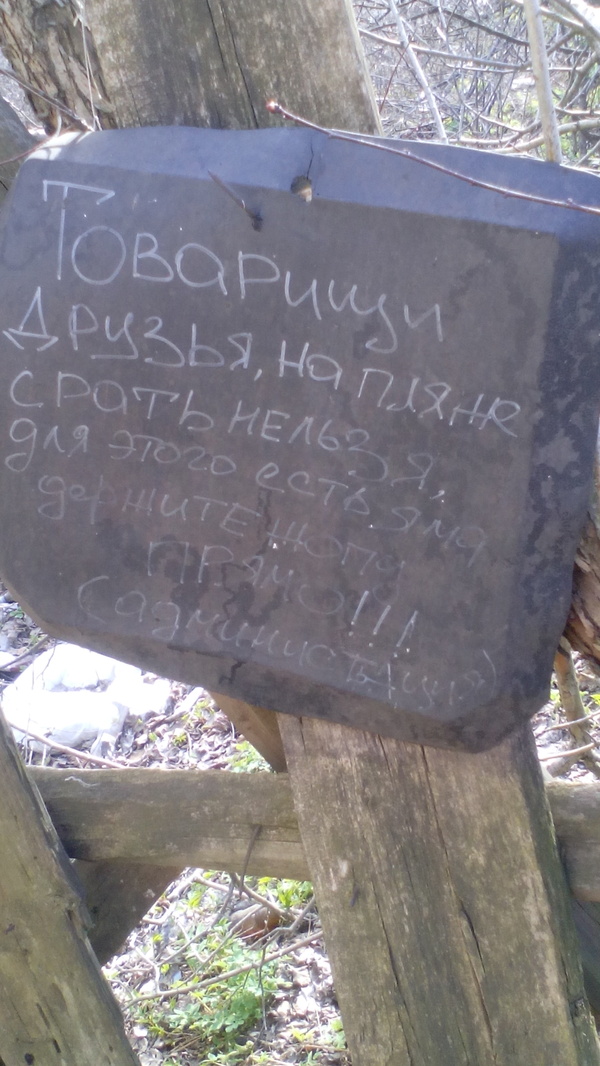 Товарищи
Друзья, на пляже
срать нельзя,
для этого есть яма
держите жопу
прямо!!!
(администрация)